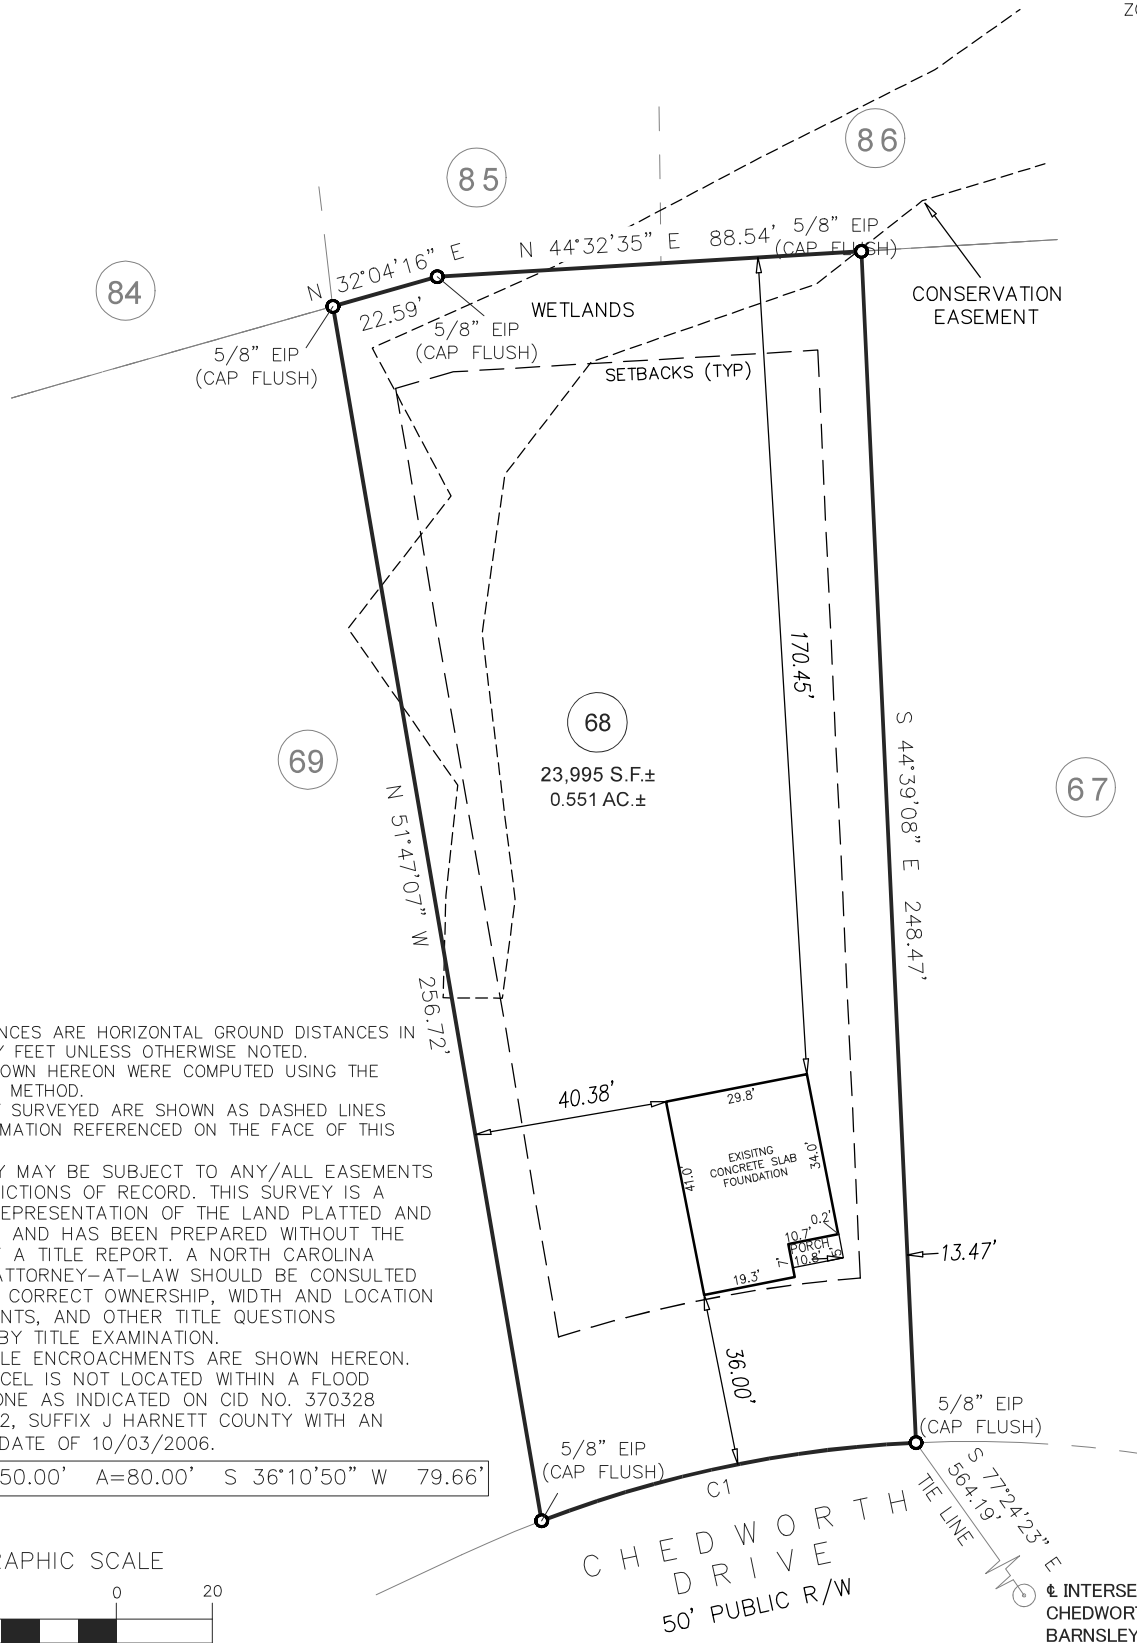 ZO
86
85
84
N 32°04'16" E
22.59'
N 44°32'35" E 88.54'
5/8" EIP
(CAP FLUSH)
CONSERVATION
EASEMENT
WETLANDS
5/8" EIP
(CAP FLUSH)
5/8" EIP
(CAP FLUSH)
SETBACKS (TYP)
170.45'
68
23,995 S.F.±
0.551 AC.±
69
67
S 44°39'08" E 248.47'
N 51°47'07" W 256.72'
NCES ARE HORIZONTAL GROUND DISTANCES IN
Y FEET UNLESS OTHERWISE NOTED.
OWN HEREON WERE COMPUTED USING THE
METHOD.
SURVEYED ARE SHOWN AS DASHED LINES
MATION REFERENCED ON THE FACE OF THIS
Y MAY BE SUBJECT TO ANY/ALL EASEMENTS
ICTIONS OF RECORD. THIS SURVEY IS A
EPRESENTATION OF THE LAND PLATTED AND
AND HAS BEEN PREPARED WITHOUT THE
A TITLE REPORT. A NORTH CAROLINA
ATTORNEY-AT-LAW SHOULD BE CONSULTED
CORRECT OWNERSHIP, WIDTH AND LOCATION
NTS, AND OTHER TITLE QUESTIONS
BY TITLE EXAMINATION.
LE ENCROACHMENTS ARE SHOWN HEREON.
CEL IS NOT LOCATED WITHIN A FLOOD
ONE AS INDICATED ON CID NO. 370328
2, SUFFIX J HARNETT COUNTY WITH AN
DATE OF 10/03/2006.
50.00' A=80.00' S 36°10'50" W 79.66'
40.38'
29.8'
EXISITNG
CONCRETE SLAB
FOUNDATION
41.0'
34.0'
0.2'
10.7'
PORCH
10.8'
7'
19.3'
13.47'
36.00'
5/8" EIP
(CAP FLUSH)
5/8" EIP
(CAP FLUSH)
C1
CHEDWORTH
DRIVE
50' PUBLIC R/W
S 77°24'23" E
564.19'
TIE LINE
℄ INTERSE
CHEDWORT
BARNSLEY
RAPHIC SCALE
0 20